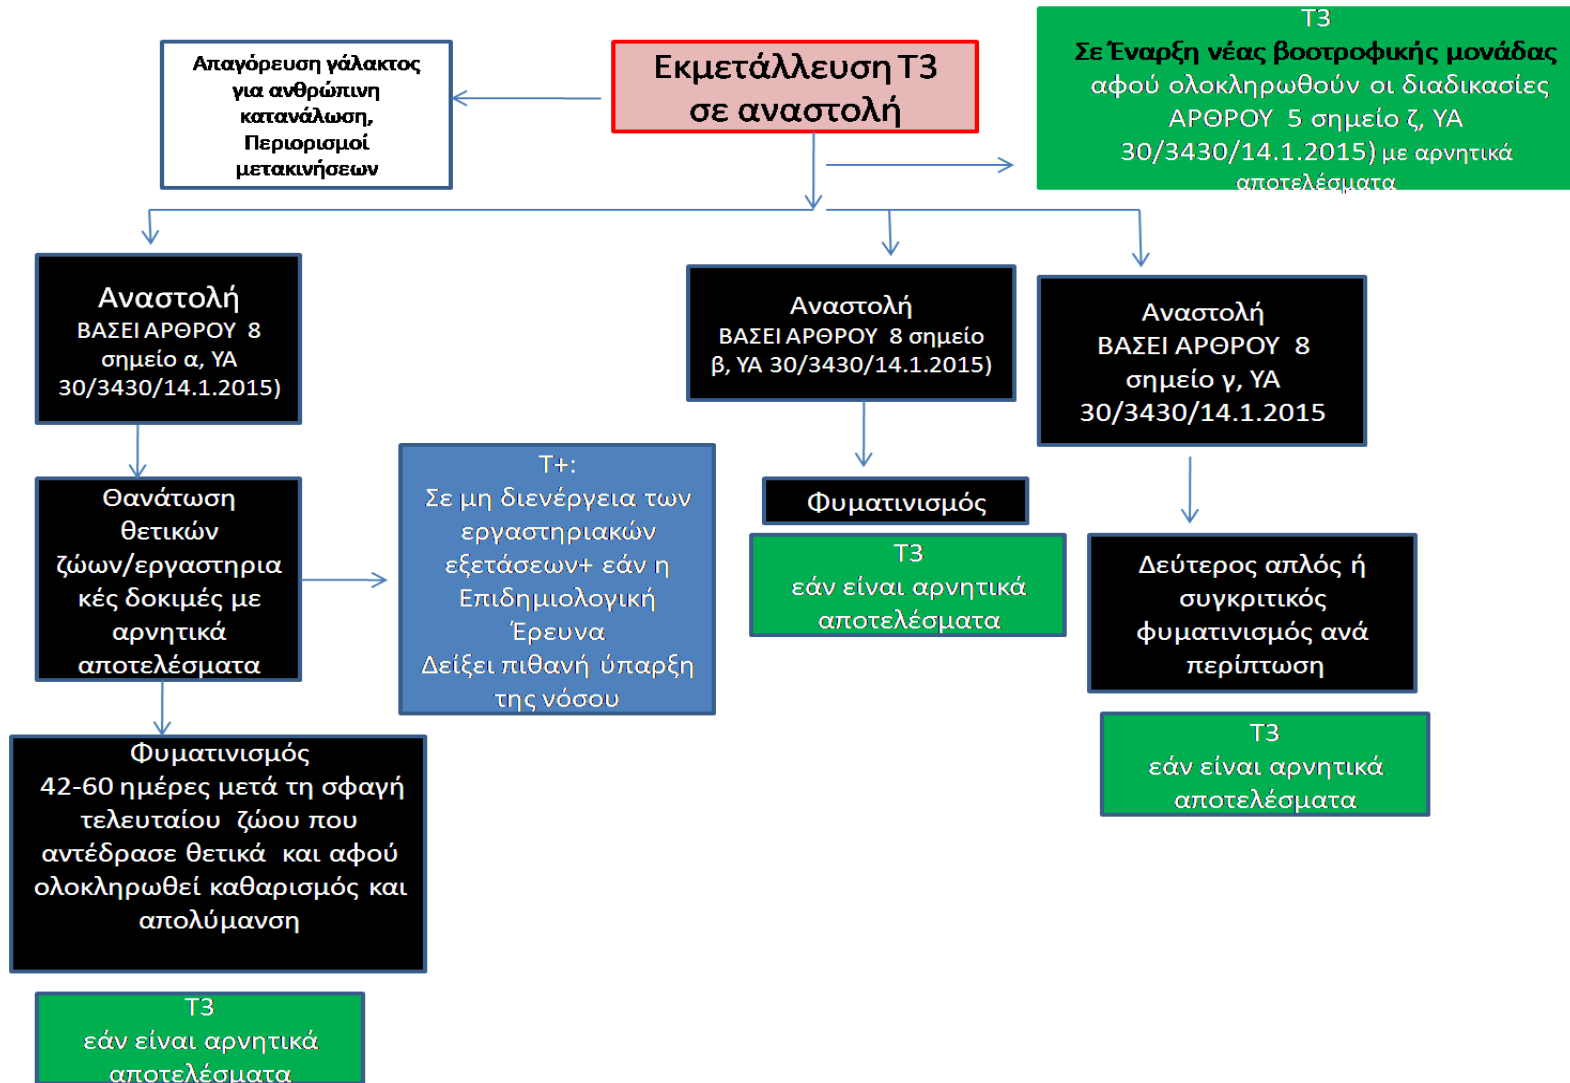 Απαγόρευση γάλακτος
για ανθρώπινη
κατανάλωση,
Περιορισμοί
μετακινήσεων
Εκμετάλλευση Τ3
σε αναστολή
Τ3
Σε Έναρξη νέας βοοτροφικής μονάδας
αφού ολοκληρωθούν οι διαδικασίες
ΑΡΘΡΟΥ 5 σημείο ζ, ΥΑ
30/3430/14.1.2015) με αρνητικά
αποτελέσματα
Αναστολή
ΒΑΣΕΙ ΑΡΘΡΟΥ 8
σημείο α, ΥΑ
30/3430/14.1.2015)
Αναστολή
ΒΑΣΕΙ ΑΡΘΡΟΥ 8 σημείο
β, ΥΑ 30/3430/14.1.2015)
Αναστολή
ΒΑΣΕΙ ΑΡΘΡΟΥ 8
σημείο γ, ΥΑ
30/3430/14.1.2015
Θανάτωση
θετικών
ζώων/εργαστηρια
κές δοκιμές με
αρνητικά
αποτελέσματα
Τ+:
Σε μη διενέργεια των
εργαστηριακών
εξετάσεων+ εάν η
Επιδημιολογική
Έρευνα
Δείξει πιθανή ύπαρξη
της νόσου
Φυματινισμός
Τ3
εάν είναι αρνητικά
αποτελέσματα
Δεύτερος απλός ή
συγκριτικός
φυματινισμός ανά
περίπτωση
Τ3
εάν είναι αρνητικά
αποτελέσματα
Φυματινισμός
42-60 ημέρες μετά τη σφαγή
τελευταίου ζώου που
αντέδρασε θετικά και αφού
ολοκληρωθεί καθαρισμός και
απολύμανση
Τ3
εάν είναι αρνητικά
αποτελέσματα